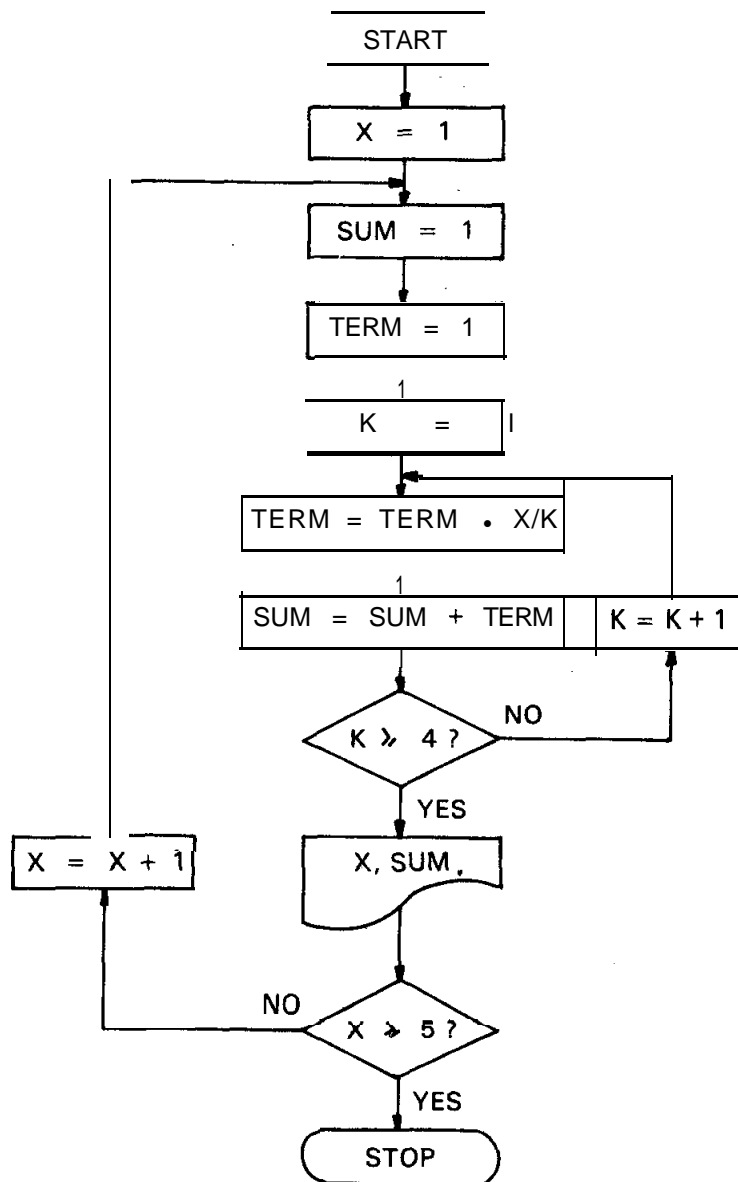 START
X = 1
SUM = 1
TERM = 1
1
K = I
TERM = TERM • X/K
1
SUM = SUM + TERM
K = K + 1
K ⩾ 4 ?
NO
YES
X = X + 1
X, SUM.
NO
X ⩾ 5 ?
YES
STOP